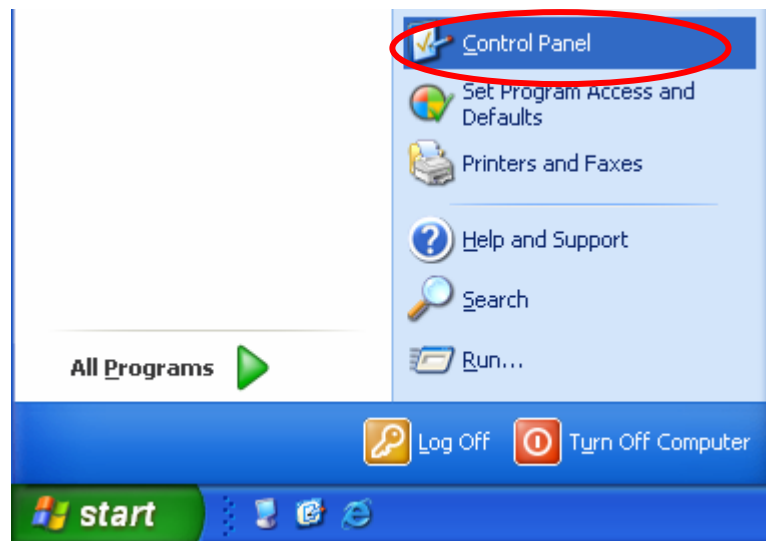 Control Panel
Set Program Access and
Defaults
Printers and Faxes
Help and Support
Search
All Programs
Run...
Log Off
Turn Off Computer
start